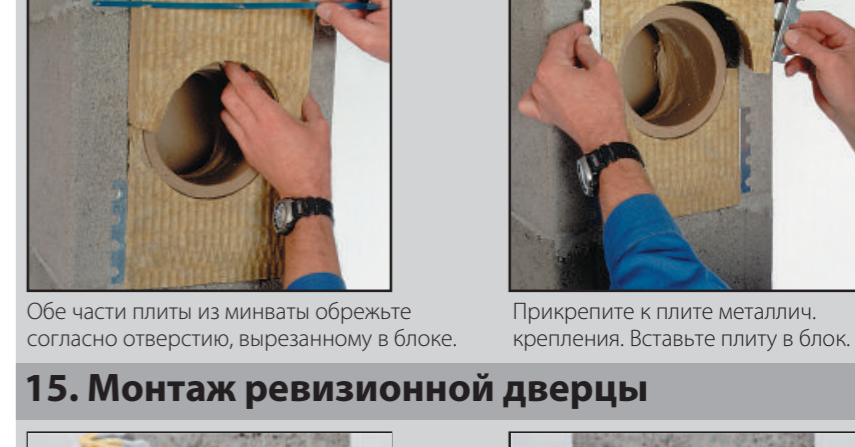 Обе части плиты из минваты обрежьте
согласно отверстию, вырезанному в блоке.
Прикрепите к плите металлич.
крепления. Вставьте плиту в блок.
15. Монтаж ревизионной дверцы